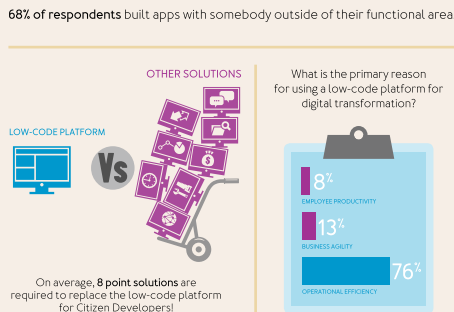 68% of respondents built apps with somebody outside of their functional area
OTHER SOLUTIONS
LOW-CODE PLATFORM
Vs
On average, 8 point solutions are
required to replace the low-code platform
for Citizen Developers!
What is the primary reason
for using a low-code platform for
digital transformation?
8%
EMPLOYEE PRODUCTIVITY
13%
BUSINESS AGILITY
76%
OPERATIONAL EFFICIENCY